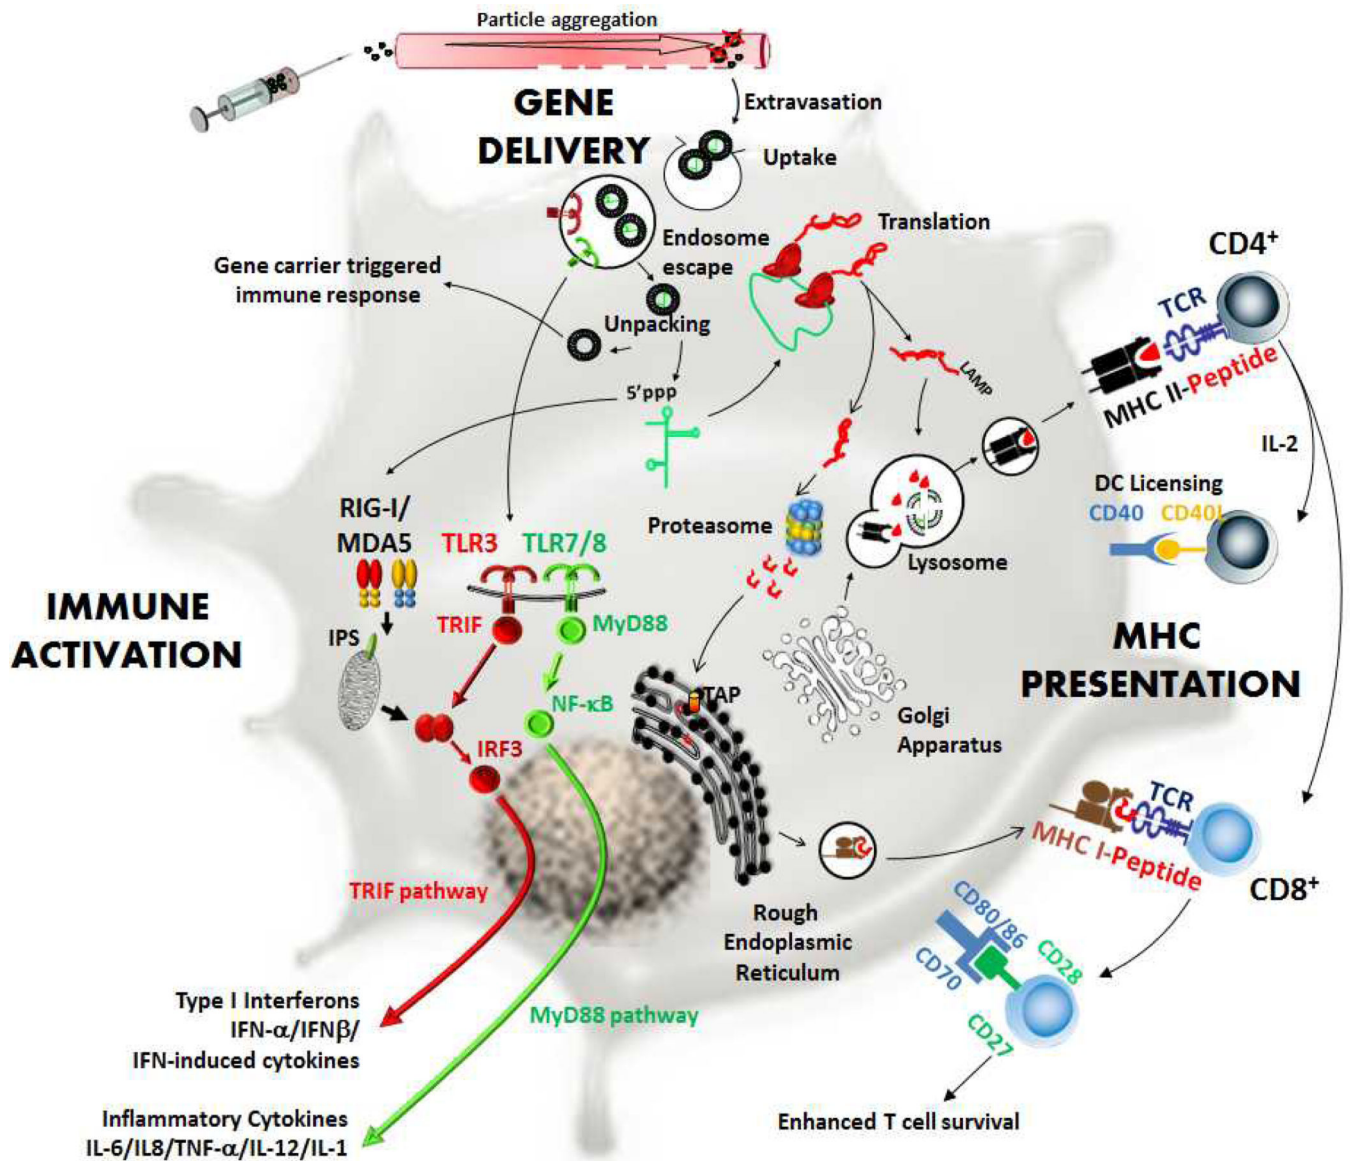 Particle aggregation
GENE
DELIVERY
Extravasation
Uptake
Endosome
escape
Translation
Gene carrier triggered
immune response
Unpacking
5'ppp
LAMP
CD4+
TCR
MHC II-Peptide
IL-2
DC Licensing
CD40 CD40L
RIG-I/
MDA5
TLR3 TLR7/8
Proteasome
Lysosome
IMMUNE
ACTIVATION
IPS
TRIF
MyD88
MHC
PRESENTATION
NF-κB
TAP
Golgi
Apparatus
IRF3
TCR
MHC I-Peptide
CD8+
TRIF pathway
Rough
Endoplasmic
Reticulum
CD80/86
CD28
CD70
CD27
Type I Interferons
IFN-α/IFNβ/
IFN-induced cytokines
MyD88 pathway
Inflammatory Cytokines
IL-6/IL8/TNF-α/IL-12/IL-1
Enhanced T cell survival